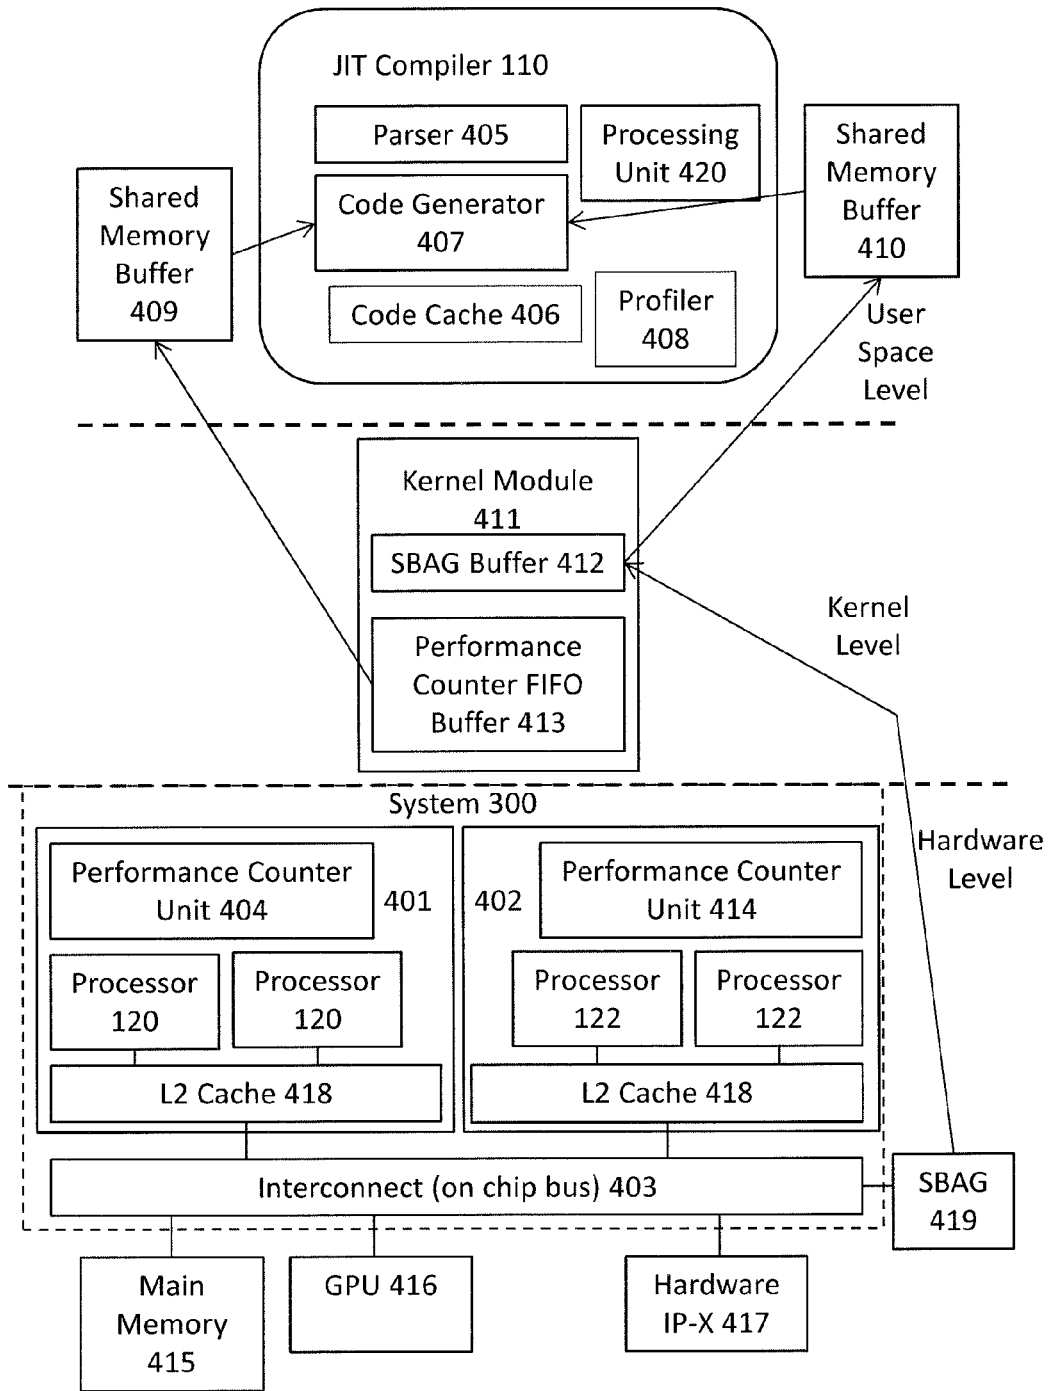 JIT Compiler 110
Parser 405
Processing
Unit 420
Shared
Memory
Buffer
410
Shared
Memory
Buffer
409
Code Generator
407
Code Cache 406
Profiler
408
User
Space
Level
Kernel Module
411
SBAG Buffer 412
Performance
Counter FIFO
Buffer 413
Kernel
Level
System 300
Hardware
Level
Performance Counter
Unit 404
401
402
Performance Counter
Unit 414
Processor
120
Processor
120
Processor
122
Processor
122
L2 Cache 418
L2 Cache 418
Interconnect (on chip bus) 403
SBAG
419
Main
Memory
415
GPU 416
Hardware
IP-X 417